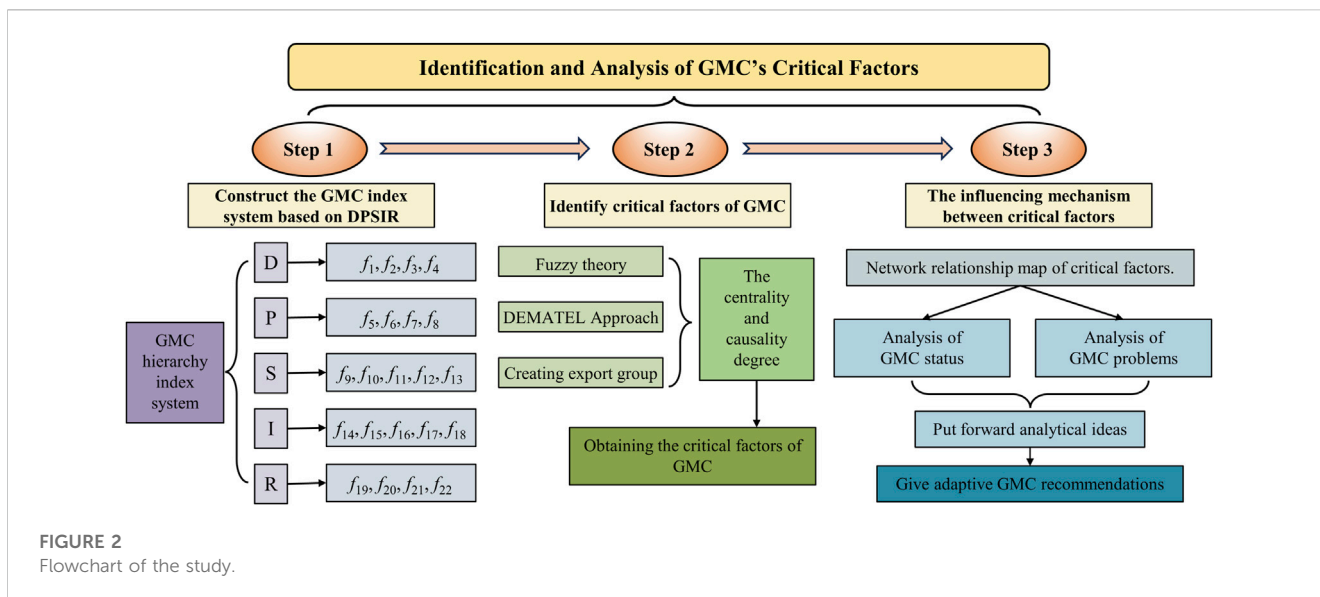 Identification and Analysis of GMC's Critical Factors
Step 1
Step 2
Step 3
Construct the GMC index
system based on DPSIR
Identify critical factors of GMC
The influencing mechanism
between critical factors
GMC
hierarchy
index
system
D
f1, f2, f3, f4
P
f5, f6, f7, f8
S
f9, f10, f11, f12, f13
I
f14, f15, f16, f17, f18
R
f19, f20, f21, f22
Fuzzy theory
DEMATEL Approach
Creating export group
The
centrality
and
causality
degree
Obtaining the critical factors of
GMC
Network relationship map of critical factors.
Analysis of
GMC status
Analysis of
GMC problems
Put forward analytical ideas
Give adaptive GMC recommendations
FIGURE 2
Flowchart of the study.